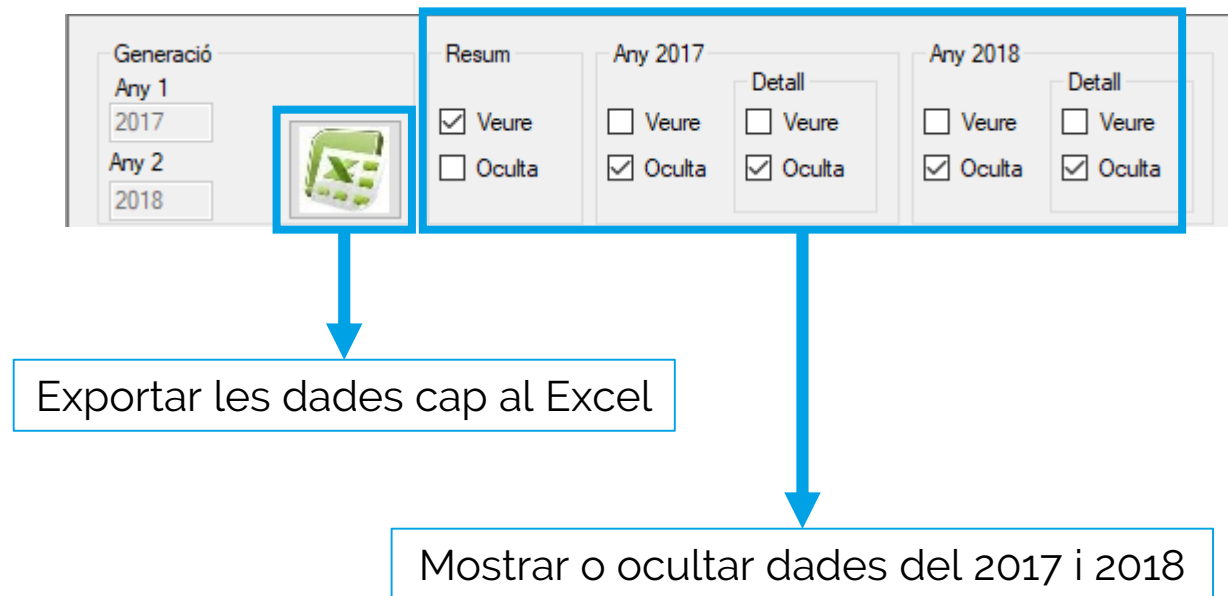 Generació
Any 1
2017
Any 2
2018
Resum
Veure
Oculta
Any 2017
Veure
Oculta
Detall
Veure
Oculta
Any 2018
Veure
Oculta
Detall
Veure
Oculta
Exportar les dades cap al Excel
Mostrar o ocultar dades del 2017 i 2018